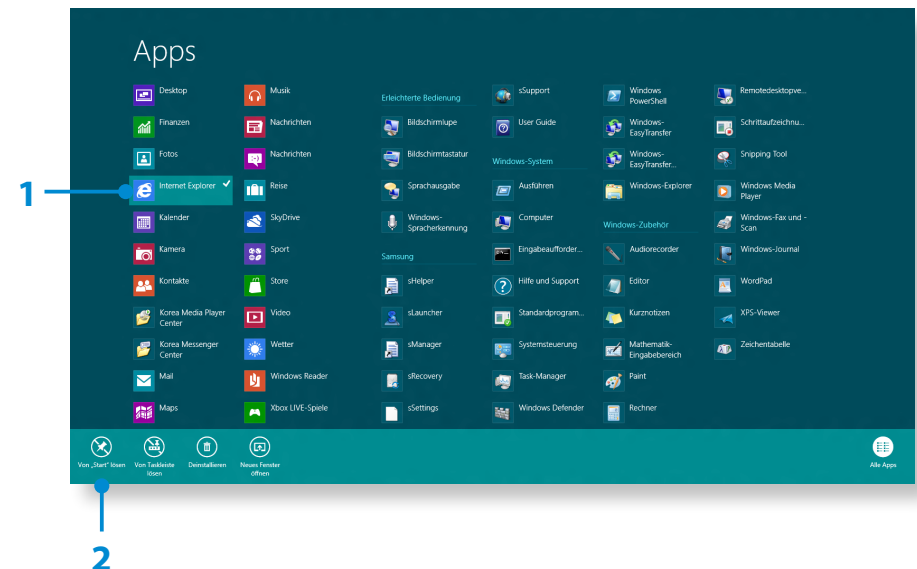 Apps
Desktop
Finanzen
Fotos
1
Internet Explorer
Kalender
Kamera
Kontakte
Korea Media Player
Center
Korea Messenger
Center
Mail
Maps
Musik
Nachrichten
Nachrichten
Reise
SkyDrive
Sport
Store
Video
Wetter
Windows Reader
Xbox LIVE-Spiele
Erleichterte Bedienung
Bildschirmlupe
Bildschirmtastatur
Sprachausgabe
Windows-
Spracherkennung
Samsung
sHelper
sLauncher
sManager
sRecovery
sSettings
sSupport
User Guide
Windows-System
Ausführen
Computer
Eingabeaufforder...
Hilfe und Support
Standardprogram...
Systemsteuerung
Task-Manager
Windows Defender
Windows
PowerShell
Windows-
EasyTransfer
Windows-
EasyTransfer...
Windows-Explorer
Windows-Zubehör
Audiorecorder
Editor
Kurznotizen
Mathematik-
Eingabebereich
Paint
Rechner
Remotedesktopve...
Schrittaufzeichnu...
Snipping Tool
Windows Media
Player
Windows-Fax und -
Scan
Windows-Journal
WordPad
XPS-Viewer
Zeichentabelle
Von „Start" lösen
Von Taskleiste
lösen
Deinstallieren
Neues Fenster
öffnen
Alle Apps
2